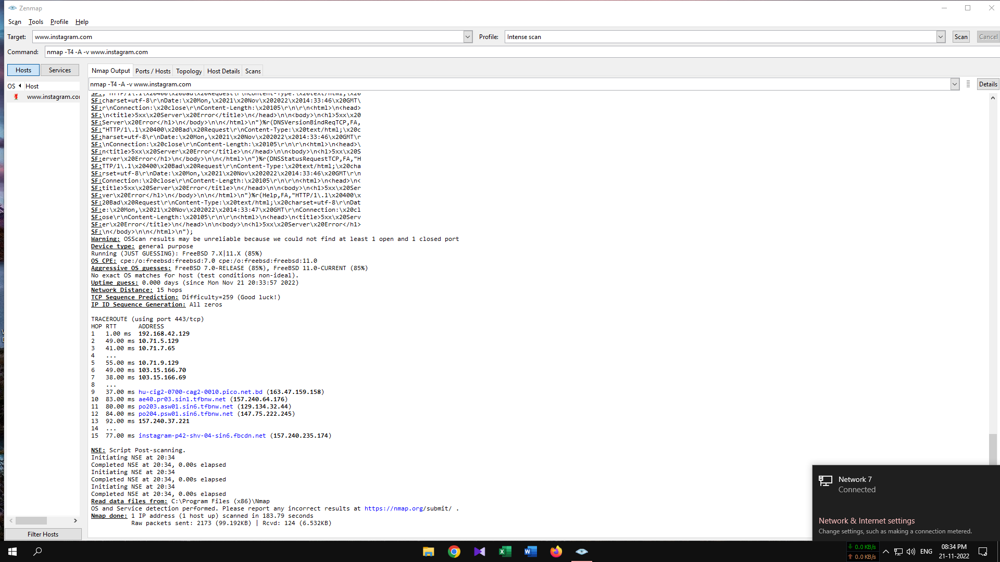 Zenmap
Scan Tools Profile Help
Target: www.instagram.com Profile: Intense scan Scan Cancel
Command: nmap -T4 -A -v www.instagram.com
Hosts Services Nmap Output Ports / Hosts Topology Host Details Scans
OS Host
nmap -T4 -A -v www.instagram.com Details
www.instagram.co
SF:,"HTTP/1\.1\x20400\x20Bad\x20Request\r\nContent-Type:\x20text/html;\x20
SF:charset=utf-8\r\nDate:\x20Mon,\x2021\x20Nov\x202022\x2014:33:46\x20GMT\
SF:r\nConnection:\x20close\r\nContent-Length:\x20105\r\n\r\n<html>\n<head>
SF:\n<title>5xx\x20Server\x20Error</title>\n</head>\n\n<body>\n<h1>5xx\x20
SF:Server\x20Error</h1>\n</body>\n\n</html>\n")%r(DNSVersionBindReqTCP,FA,
SF:"HTTP/1\.1\x20400\x20Bad\x20Request\r\nContent-Type:\x20text/html;\x20c
SF:harset=utf-8\r\nDate:\x20Mon,\x2021\x20Nov\x202022\x2014:33:46\x20GMT\r
SF:\nConnection:\x20close\r\nContent-Length:\x20105\r\n\r\n<html>\n<head>\
SF:n<title>5xx\x20Server\x20Error</title>\n</head>\n\n<body>\n<h1>5xx\x20S
SF:erver\x20Error</h1>\n</body>\n\n</html>\n")%r(DNSStatusRequestTCP,FA,"H
SF:TTP/1\.1\x20400\x20Bad\x20Request\r\nContent-Type:\x20text/html;\x20cha
SF:rset=utf-8\r\nDate:\x20Mon,\x2021\x20Nov\x202022\x2014:33:46\x20GMT\r\n
SF:Connection:\x20close\r\nContent-Length:\x20105\r\n\r\n<html>\n<head>\n<
SF:title>5xx\x20Server\x20Error</title>\n</head>\n\n<body>\n<h1>5xx\x20Ser
SF:ver\x20Error</h1>\n</body>\n\n</html>\n")%r(Help,FA,"HTTP/1\.1\x20400\x
SF:20Bad\x20Request\r\nContent-Type:\x20text/html;\x20charset=utf-8\r\nDat
SF:e:\x20Mon,\x2021\x20Nov\x202022\x2014:33:47\x20GMT\r\nConnection:\x20cl
SF:ose\r\nContent-Length:\x20105\r\n\r\n<html>\n<head>\n<title>5xx\x20Serv
SF:er\x20Error</title>\n</head>\n\n<body>\n<h1>5xx\x20Server\x20Error</h1>
SF:\n</body>\n\n</html>\n");
Warning: OSScan results may be unreliable because we could not find at least 1 open and 1 closed port
Device type: general purpose
Running (JUST GUESSING): FreeBSD 7.X|11.X (85%)
OS CPE: cpe:/o:freebsd:freebsd:7.0 cpe:/o:freebsd:freebsd:11.0
Aggressive OS guesses: FreeBSD 7.0-RELEASE (85%), FreeBSD 11.0-CURRENT (85%)
No exact OS matches for host (test conditions non-ideal).
Uptime guess: 0.000 days (since Mon Nov 21 20:33:57 2022)
Network Distance: 15 hops
TCP Sequence Prediction: Difficulty=259 (Good luck!)
IP ID Sequence Generation: All zeros
TRACEROUTE (using port 443/tcp)
HOP RTT ADDRESS
1 1.00 ms 192.168.42.129
2 49.00 ms 10.71.5.129
3 41.00 ms 10.71.7.65
4 ...
5 55.00 ms 10.71.9.129
6 49.00 ms 103.15.166.70
7 38.00 ms 103.15.166.69
8 ...
9 37.00 ms hu-cig2-0700-cag2-0010.pico.net.bd (163.47.159.158)
10 83.00 ms ae40.pr03.sin1.tfbnw.net (157.240.64.176)
11 80.00 ms po203.asw01.sin6.tfbnw.net (129.134.32.44)
12 84.00 ms po204.psw01.sin6.tfbnw.net (147.75.222.245)
13 92.00 ms 157.240.37.221
14 ...
15 77.00 ms instagram-p42-shv-04-sin6.fbcdn.net (157.240.235.174)
NSE: Script Post-scanning.
Initiating NSE at 20:34
Completed NSE at 20:34, 0.00s elapsed
Initiating NSE at 20:34
Completed NSE at 20:34, 0.00s elapsed
Initiating NSE at 20:34
Completed NSE at 20:34, 0.00s elapsed
Read data files from: C:\Program Files (x86)\Nmap
OS and Service detection performed. Please report any incorrect results at https://nmap.org/submit/ .
Nmap done: 1 IP address (1 host up) scanned in 183.79 seconds
Raw packets sent: 2173 (99.192KB) | Rcvd: 124 (6.532KB)
Filter Hosts
Network 7
Connected
Network & Internet settings
Change settings, such as making a connection metered.
0.0 KB/s
0.0 KB/s
ENG
08:34 PM
21-11-2022